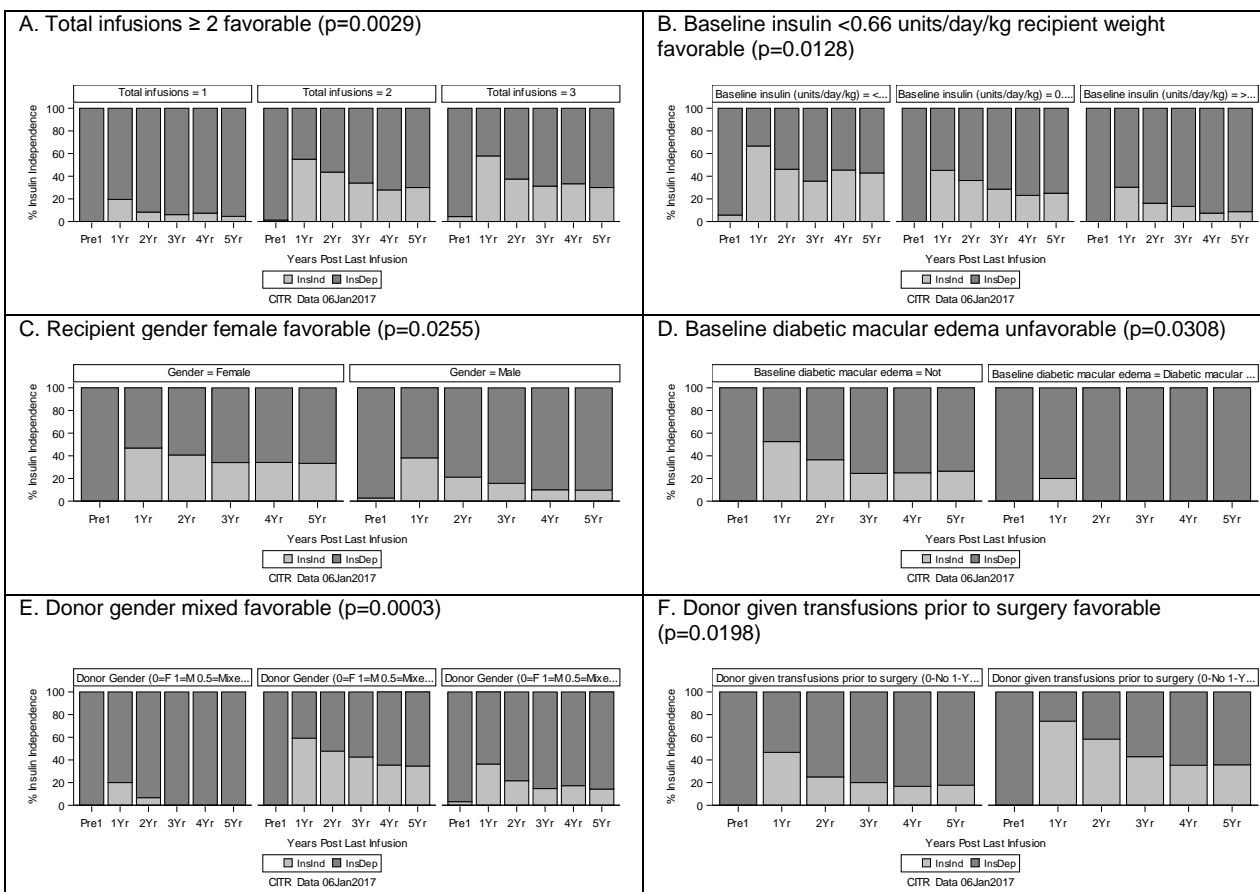 A. Total infusions ≥ 2 favorable (p=0.0029)
Total infusions = 1 Total infusions = 2 Total infusions = 3
% Insulin Independence
100
80
60
40
20
0
Pre1 1Yr 2Yr 3Yr 4Yr 5Yr Pre1 1Yr 2Yr 3Yr 4Yr 5Yr Pre1 1Yr 2Yr 3Yr 4Yr 5Yr
Years Post Last Infusion
InsInd InsDep
CITR Data 06Jan2017
B. Baseline insulin <0.66 units/day/kg recipient weight
favorable (p=0.0128)
Baseline insulin (units/day/kg) = <... Baseline insulin (units/day/kg) = 0.... Baseline insulin (units/day/kg) = >...
% Insulin Independence
100
80
60
40
20
0
Pre1 1Yr 2Yr 3Yr 4Yr 5Yr Pre1 1Yr 2Yr 3Yr 4Yr 5Yr Pre1 1Yr 2Yr 3Yr 4Yr 5Yr
Years Post Last Infusion
InsInd InsDep
CITR Data 06Jan2017
C. Recipient gender female favorable (p=0.0255)
Gender = Female Gender = Male
% Insulin Independence
100
80
60
40
20
0
Pre1 1Yr 2Yr 3Yr 4Yr 5Yr Pre1 1Yr 2Yr 3Yr 4Yr 5Yr
Years Post Last Infusion
InsInd InsDep
CITR Data 06Jan2017
D. Baseline diabetic macular edema unfavorable (p=0.0308)
Baseline diabetic macular edema = Not Baseline diabetic macular edema = Diabetic macular ...
% Insulin Independence
100
80
60
40
20
0
Pre1 1Yr 2Yr 3Yr 4Yr 5Yr Pre1 1Yr 2Yr 3Yr 4Yr 5Yr
Years Post Last Infusion
InsInd InsDep
CITR Data 06Jan2017
E. Donor gender mixed favorable (p=0.0003)
Donor Gender (0=F 1=M 0.5=Mixe... Donor Gender (0=F 1=M 0.5=Mixe... Donor Gender (0=F 1=M 0.5=Mixe...
% Insulin Independence
100
80
60
40
20
0
Pre1 1Yr 2Yr 3Yr 4Yr 5Yr Pre1 1Yr 2Yr 3Yr 4Yr 5Yr Pre1 1Yr 2Yr 3Yr 4Yr 5Yr
Years Post Last Infusion
InsInd InsDep
CITR Data 06Jan2017
F. Donor given transfusions prior to surgery favorable
(p=0.0198)
Donor given transfusions prior to surgery (0-No 1-Y... Donor given transfusions prior to surgery (0-No 1-Y...
% Insulin Independence
100
80
60
40
20
0
Pre1 1Yr 2Yr 3Yr 4Yr 5Yr Pre1 1Yr 2Yr 3Yr 4Yr 5Yr
Years Post Last Infusion
InsInd InsDep
CITR Data 06Jan2017